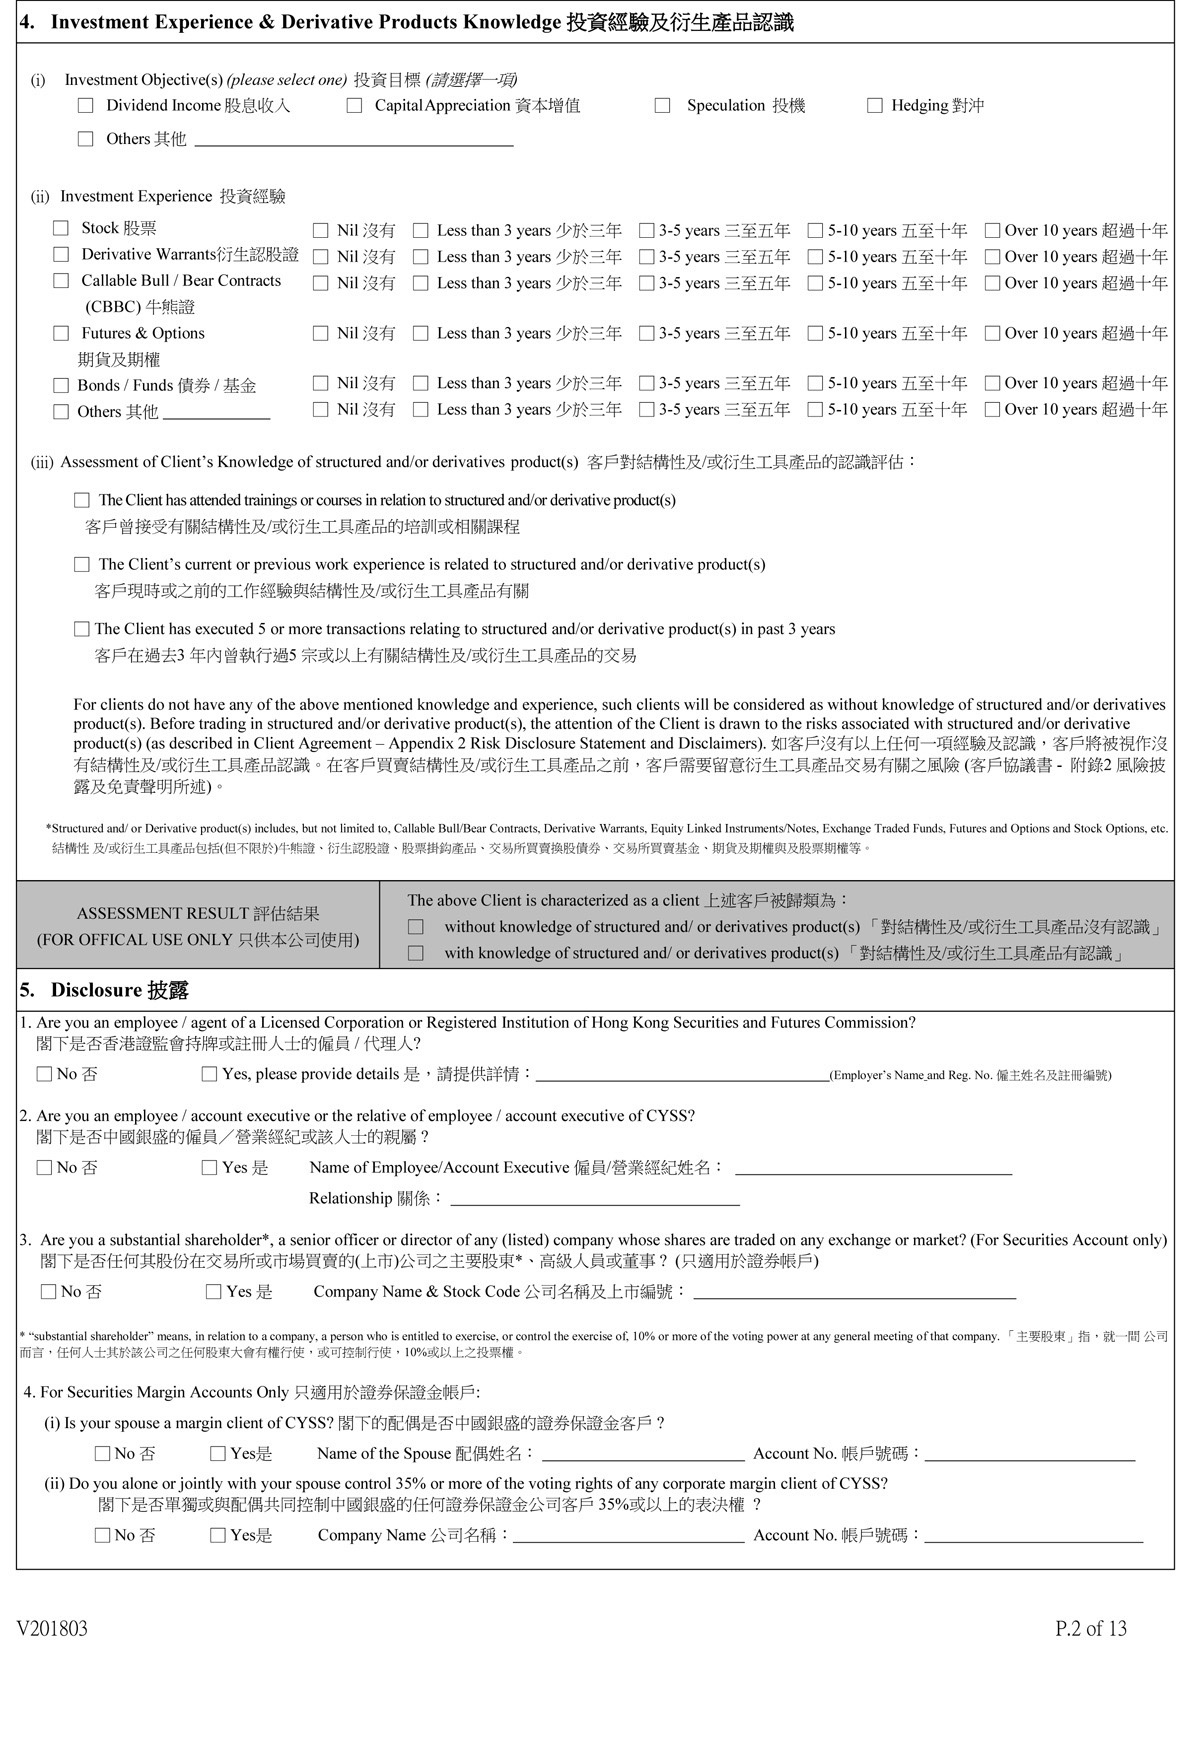 4. Investment Experience & Derivative Products Knowledge 投資經驗及衍生產品認識
(i) Investment Objective(s) (please select one) 投資目標 (請選擇一項)
☐ Dividend Income 股息收入 ☐ Capital Appreciation 資本增值 ☐ Speculation 投機 ☐ Hedging 對沖
☐ Others 其他 ____________________
(ii) Investment Experience 投資經驗
☐ Stock 股票 ☐ Nil 沒有 ☐ Less than 3 years 少於三年 ☐ 3-5 years 三至五年 ☐ 5-10 years 五至十年 ☐ Over 10 years 超過十年
☐ Derivative Warrants衍生認股證 ☐ Nil 沒有 ☐ Less than 3 years 少於三年 ☐ 3-5 years 三至五年 ☐ 5-10 years 五至十年 ☐ Over 10 years 超過十年
☐ Callable Bull / Bear Contracts ☐ Nil 沒有 ☐ Less than 3 years 少於三年 ☐ 3-5 years 三至五年 ☐ 5-10 years 五至十年 ☐ Over 10 years 超過十年
(CBBC) 牛熊證
☐ Futures & Options ☐ Nil 沒有 ☐ Less than 3 years 少於三年 ☐ 3-5 years 三至五年 ☐ 5-10 years 五至十年 ☐ Over 10 years 超過十年
期貨及期權
☐ Bonds / Funds 債券 / 基金 ☐ Nil 沒有 ☐ Less than 3 years 少於三年 ☐ 3-5 years 三至五年 ☐ 5-10 years 五至十年 ☐ Over 10 years 超過十年
☐ Others 其他 __________ ☐ Nil 沒有 ☐ Less than 3 years 少於三年 ☐ 3-5 years 三至五年 ☐ 5-10 years 五至十年 ☐ Over 10 years 超過十年
(iii) Assessment of Client's Knowledge of structured and/or derivatives product(s) 客戶對結構性及/或衍生工具產品的認識評估：
☐ The Client has attended trainings or courses in relation to structured and/or derivative product(s)
客戶曾接受有關結構性及/或衍生工具產品的培訓或相關課程
☐ The Client's current or previous work experience is related to structured and/or derivative product(s)
客戶現時或之前的工作經驗與結構性及/或衍生工具產品有關
☐ The Client has executed 5 or more transactions relating to structured and/or derivative product(s) in past 3 years
客戶在過去3 年內曾執行過5 宗或以上有關結構性及/或衍生工具產品的交易
For clients do not have any of the above mentioned knowledge and experience, such clients will be considered as without knowledge of structured and/or derivatives
product(s). Before trading in structured and/or derivative product(s), the attention of the Client is drawn to the risks associated with structured and/or derivative
product(s) (as described in Client Agreement – Appendix 2 Risk Disclosure Statement and Disclaimers). 如客戶沒有以上任何一項經驗及認識，客戶將被視作沒
有結構性及/或衍生工具產品認識。在客戶買賣結構性及/或衍生工具產品之前，客戶需要留意衍生工具產品交易有關之風險 (客戶協議書 - 附錄2 風險披
露及免責聲明所述)。
*Structured and/ or Derivative product(s) includes, but not limited to, Callable Bull/Bear Contracts, Derivative Warrants, Equity Linked Instruments/Notes, Exchange Traded Funds, Futures and Options and Stock Options, etc.
結構性 及/或衍生工具產品包括(但不限於)牛熊證、衍生認股證、股票掛鈎產品、交易所買賣換股債券、交易所買賣基金、期貨及期權與及股票期權等。
ASSESSMENT RESULT 評估結果
(FOR OFFICAL USE ONLY 只供本公司使用)
The above Client is characterized as a client 上述客戶被歸類為：
☐ without knowledge of structured and/ or derivatives product(s) 「對結構性及/或衍生工具產品沒有認識」
☐ with knowledge of structured and/ or derivatives product(s) 「對結構性及/或衍生工具產品有認識」
5. Disclosure 披露
1. Are you an employee / agent of a Licensed Corporation or Registered Institution of Hong Kong Securities and Futures Commission?
閣下是否香港證監會持牌或註冊人士的僱員 / 代理人?
☐ No 否 ☐ Yes, please provide details 是，請提供詳情：____________________(Employer's Name and Reg. No. 僱主姓名及註冊編號)
2. Are you an employee / account executive or the relative of employee / account executive of CYSS?
閣下是否中國銀盛的僱員／營業經紀或該人士的親屬？
☐ No 否 ☐ Yes 是 Name of Employee/Account Executive 僱員/營業經紀姓名： ____________________
Relationship 關係： ____________________
3. Are you a substantial shareholder*, a senior officer or director of any (listed) company whose shares are traded on any exchange or market? (For Securities Account only)
閣下是否任何其股份在交易所或市場買賣的(上市)公司之主要股東*、高級人員或董事？ (只適用於證券帳戶)
☐ No 否 ☐ Yes 是 Company Name & Stock Code 公司名稱及上市編號： ____________________
* “substantial shareholder” means, in relation to a company, a person who is entitled to exercise, or control the exercise of, 10% or more of the voting power at any general meeting of that company. 「主要股東」指，就一間 公司
而言，任何人士其於該公司之任何股東大會有權行使，或可控制行使，10%或以上之投票權。
4. For Securities Margin Accounts Only 只適用於證券保證金帳戶:
(i) Is your spouse a margin client of CYSS? 閣下的配偶是否中國銀盛的證券保證金客戶？
☐ No 否 ☐ Yes是 Name of the Spouse 配偶姓名： ____________________ Account No. 帳戶號碼：____________________
(ii) Do you alone or jointly with your spouse control 35% or more of the voting rights of any corporate margin client of CYSS?
閣下是否單獨或與配偶共同控制中國銀盛的任何證券保證金公司客戶 35%或以上的表決權 ？
☐ No 否 ☐ Yes是 Company Name 公司名稱：____________________ Account No. 帳戶號碼：____________________
V201803 P.2 of 13